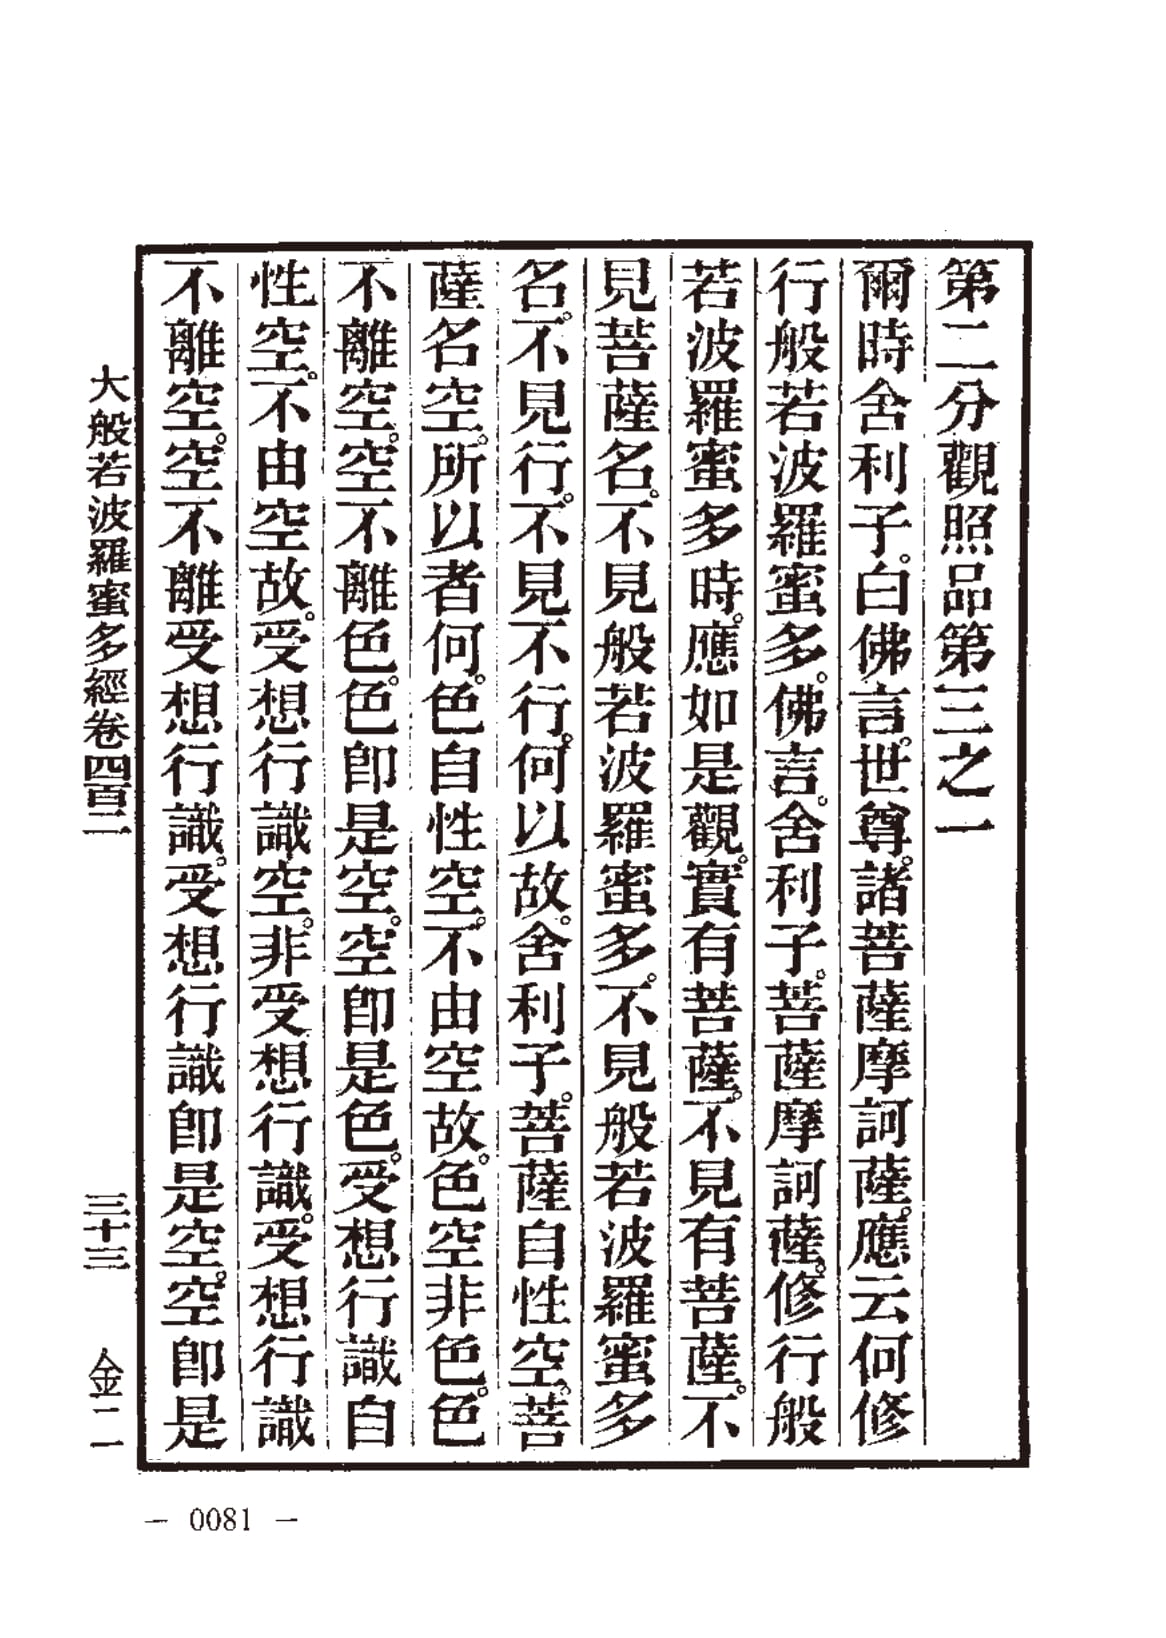 第二分觀照品第三之一
爾時舍利子。白佛言。世尊。諸菩薩摩訶薩。應云何修
行般若波羅蜜多。佛言。舍利子。菩薩摩訶薩。修行般
若波羅蜜多時。應如是觀。實有菩薩。不見有菩薩。不
見菩薩名。不見般若波羅蜜多。不見般若波羅蜜多
名。不見行。不見不行。何以故。舍利子。菩薩自性空。菩
薩名空。所以者何。色自性空。不由空故。色空非色。色
不離空。空不離色。色卽是空。空卽是色。受想行識自
性空。不由空故。受想行識空。非受想行識。受想行識
不離空。空不離受想行識。受想行識卽是空。空卽是
大般若波羅蜜多經卷四百二 三十三 金二
— 0081 —